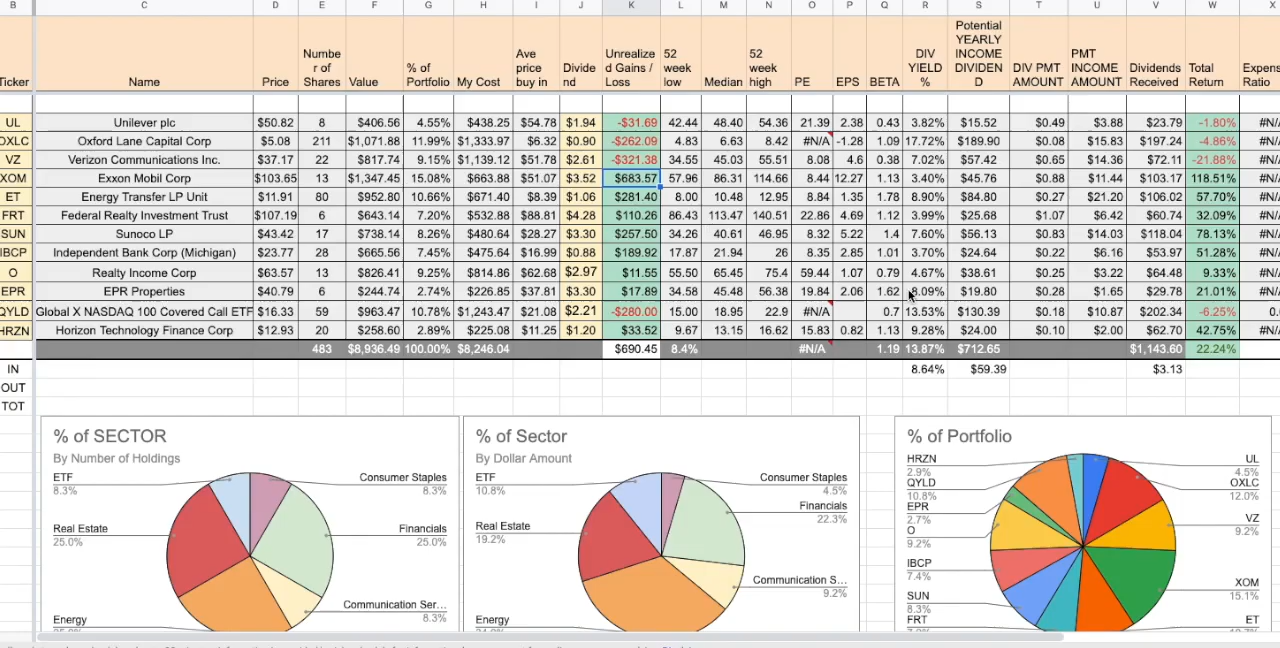 B C D E F G H I J K L M N O P Q R S T U V W X
Ticker Name Price Number of Shares Value % of Portfolio My Cost Ave price buy in Dividend Unrealized Gains / Loss 52 week low Median 52 week high PE EPS BETA DIV YIELD % Potential YEARLY INCOME DIVIDEND DIV PMT AMOUNT PMT INCOME AMOUNT Dividends Received Total Return Expens Ratio
UL Unilever plc $50.82 8 $406.56 4.55% $438.25 $54.78 $1.94 -$31.69 42.44 48.40 54.36 21.39 2.38 0.43 3.82% $15.52 $0.49 $3.88 $23.79 -1.80% #N/
OXLC Oxford Lane Capital Corp $5.08 211 $1,071.88 11.99% $1,333.97 $6.32 $0.90 -$262.09 4.83 6.63 8.42 #N/A -1.28 1.09 17.72% $189.90 $0.08 $15.83 $197.24 -4.86% #N/
VZ Verizon Communications Inc. $37.17 22 $817.74 9.15% $1,139.12 $51.78 $2.61 -$321.38 34.55 45.03 55.51 8.08 4.6 0.38 7.02% $57.42 $0.65 $14.36 $72.11 -21.88% #N/
XOM Exxon Mobil Corp $103.65 13 $1,347.45 15.08% $663.88 $51.07 $3.52 $683.57 57.96 86.31 114.66 8.44 12.27 1.13 3.40% $45.76 $0.88 $11.44 $103.17 118.51% #N/
ET Energy Transfer LP Unit $11.91 80 $952.80 10.66% $671.40 $8.39 $1.06 $281.40 8.00 10.48 12.95 8.84 1.35 1.78 8.90% $84.80 $0.27 $21.20 $106.02 57.70% #N/
FRT Federal Realty Investment Trust $107.19 6 $643.14 7.20% $532.88 $88.81 $4.28 $110.26 86.43 113.47 140.51 22.86 4.69 1.12 3.99% $25.68 $1.07 $6.42 $60.74 32.09% #N/
SUN Sunoco LP $43.42 17 $738.14 8.26% $480.64 $28.27 $3.30 $257.50 34.26 40.61 46.95 8.32 5.22 1.4 7.60% $56.13 $0.83 $14.03 $118.04 78.13% #N/
IBCP Independent Bank Corp (Michigan) $23.77 28 $665.56 7.45% $475.64 $16.99 $0.88 $189.92 17.87 21.94 26 8.35 2.85 1.01 3.70% $24.64 $0.22 $6.16 $53.97 51.28% #N/
O Realty Income Corp $63.57 13 $826.41 9.25% $814.86 $62.68 $2.97 $11.55 55.50 65.45 75.4 59.44 1.07 0.79 4.67% $38.61 $0.25 $3.22 $64.48 9.33% #N/
EPR EPR Properties $40.79 6 $244.74 2.74% $226.85 $37.81 $3.30 $17.89 34.58 45.48 56.38 19.84 2.06 1.62 8.09% $19.80 $0.28 $1.65 $29.78 21.01% #N/
QYLD Global X NASDAQ 100 Covered Call ETF $16.33 59 $963.47 10.78% $1,243.47 $21.08 $2.21 -$280.00 15.00 18.95 22.9 #N/A 0.7 13.53% $130.39 $0.18 $10.87 $202.34 -6.25% 0.
HRZN Horizon Technology Finance Corp $12.93 20 $258.60 2.89% $225.08 $11.25 $1.20 $33.52 9.67 13.15 16.62 15.83 0.82 1.13 9.28% $24.00 $0.10 $2.00 $62.70 42.75% #N/
483 $8,936.49 100.00% $8,246.04 $690.45 8.4% #N/A 1.19 13.87% $712.65 $1,143.60 22.24%
IN 8.64% $59.39 $3.13
OUT
TOT
% of SECTOR
By Number of Holdings
ETF
8.3%
Consumer Staples
8.3%
Real Estate
25.0%
Financials
25.0%
Communication Ser...
8.3%
Energy
% of Sector
By Dollar Amount
ETF
10.8%
Consumer Staples
4.5%
Financials
22.3%
Real Estate
19.2%
Communication S...
9.2%
Energy
% of Portfolio
HRZN
2.9%
QYLD
10.8%
EPR
2.7%
O
9.2%
IBCP
7.4%
SUN
8.3%
FRT
UL
4.5%
OXLC
12.0%
VZ
9.2%
XOM
15.1%
ET